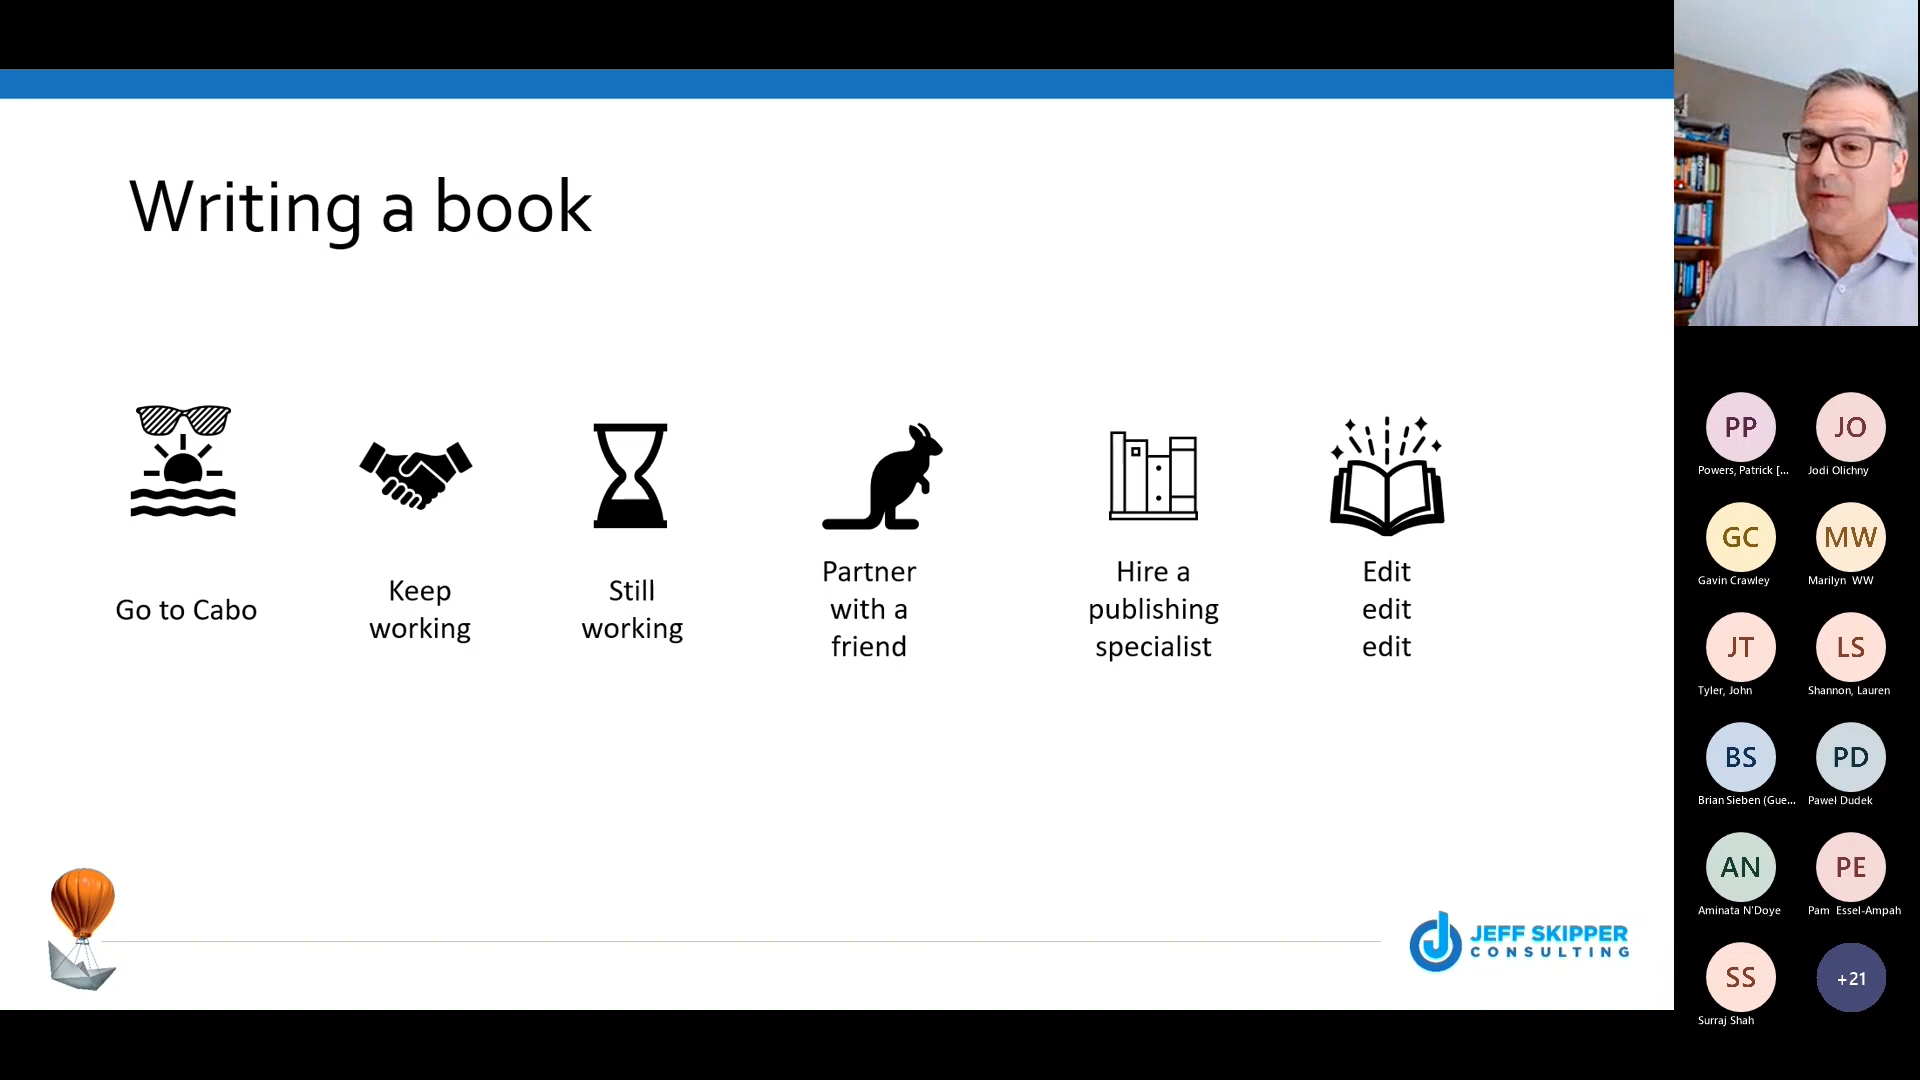 Writing a book
Go to Cabo
Keep
working
Still
working
Partner
with a
friend
Hire a
publishing
specialist
Edit
edit
edit
JEFF SKIPPER
CONSULTING
PP
JO
Powers, Patrick [...
Jodi Olichny
GC
MW
Gavin Crawley
Marilyn WW
JT
LS
Tyler, John
Shannon, Lauren
BS
PD
Brian Sieben (Gue...
Paweł Dudek
AN
PE
Aminata N'Doye
Pam Essel-Ampah
SS
+21
Surraj Shah